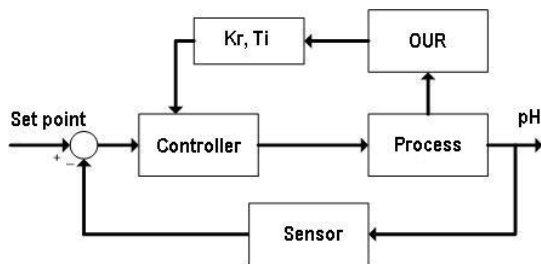 Kr, Ti
OUR
Set point
pH
+
−
Controller
Process
Sensor